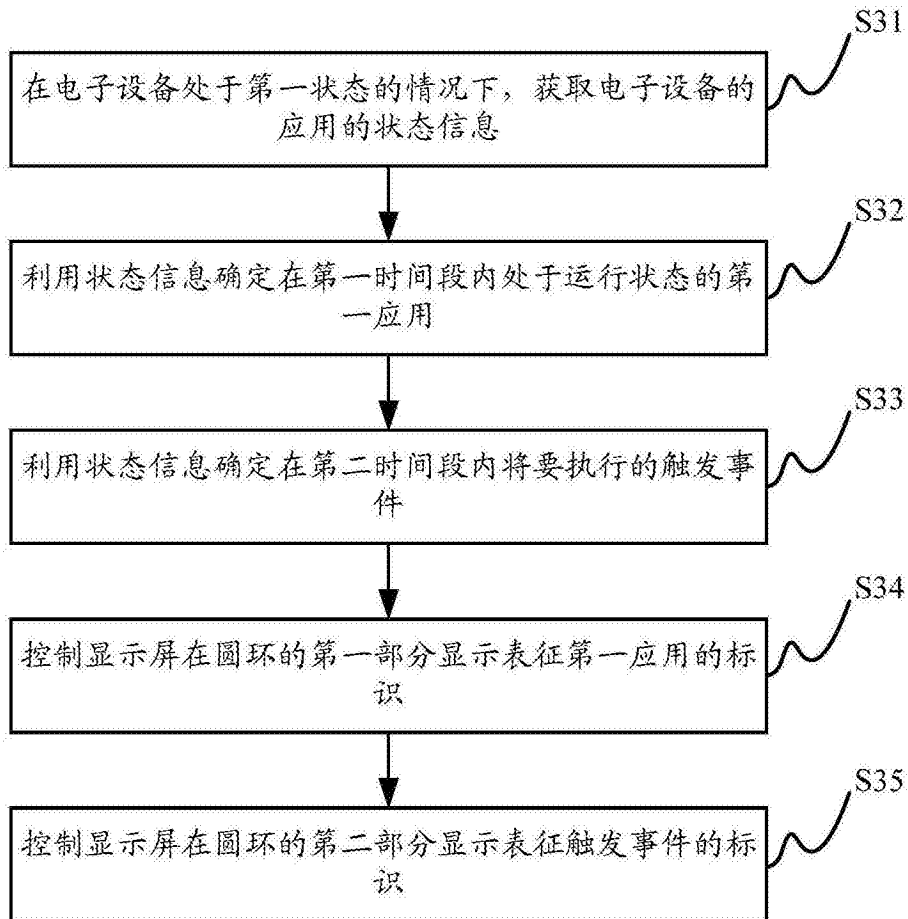 S31
在电子设备处于第一状态的情况下，获取电子设备的
应用的状态信息
S32
利用状态信息确定在第一时间段内处于运行状态的第
一应用
S33
利用状态信息确定在第二时间段内将要执行的触发事
件
S34
控制显示屏在圆环的第一部分显示表征第一应用的标
识
S35
控制显示屏在圆环的第二部分显示表征触发事件的标
识